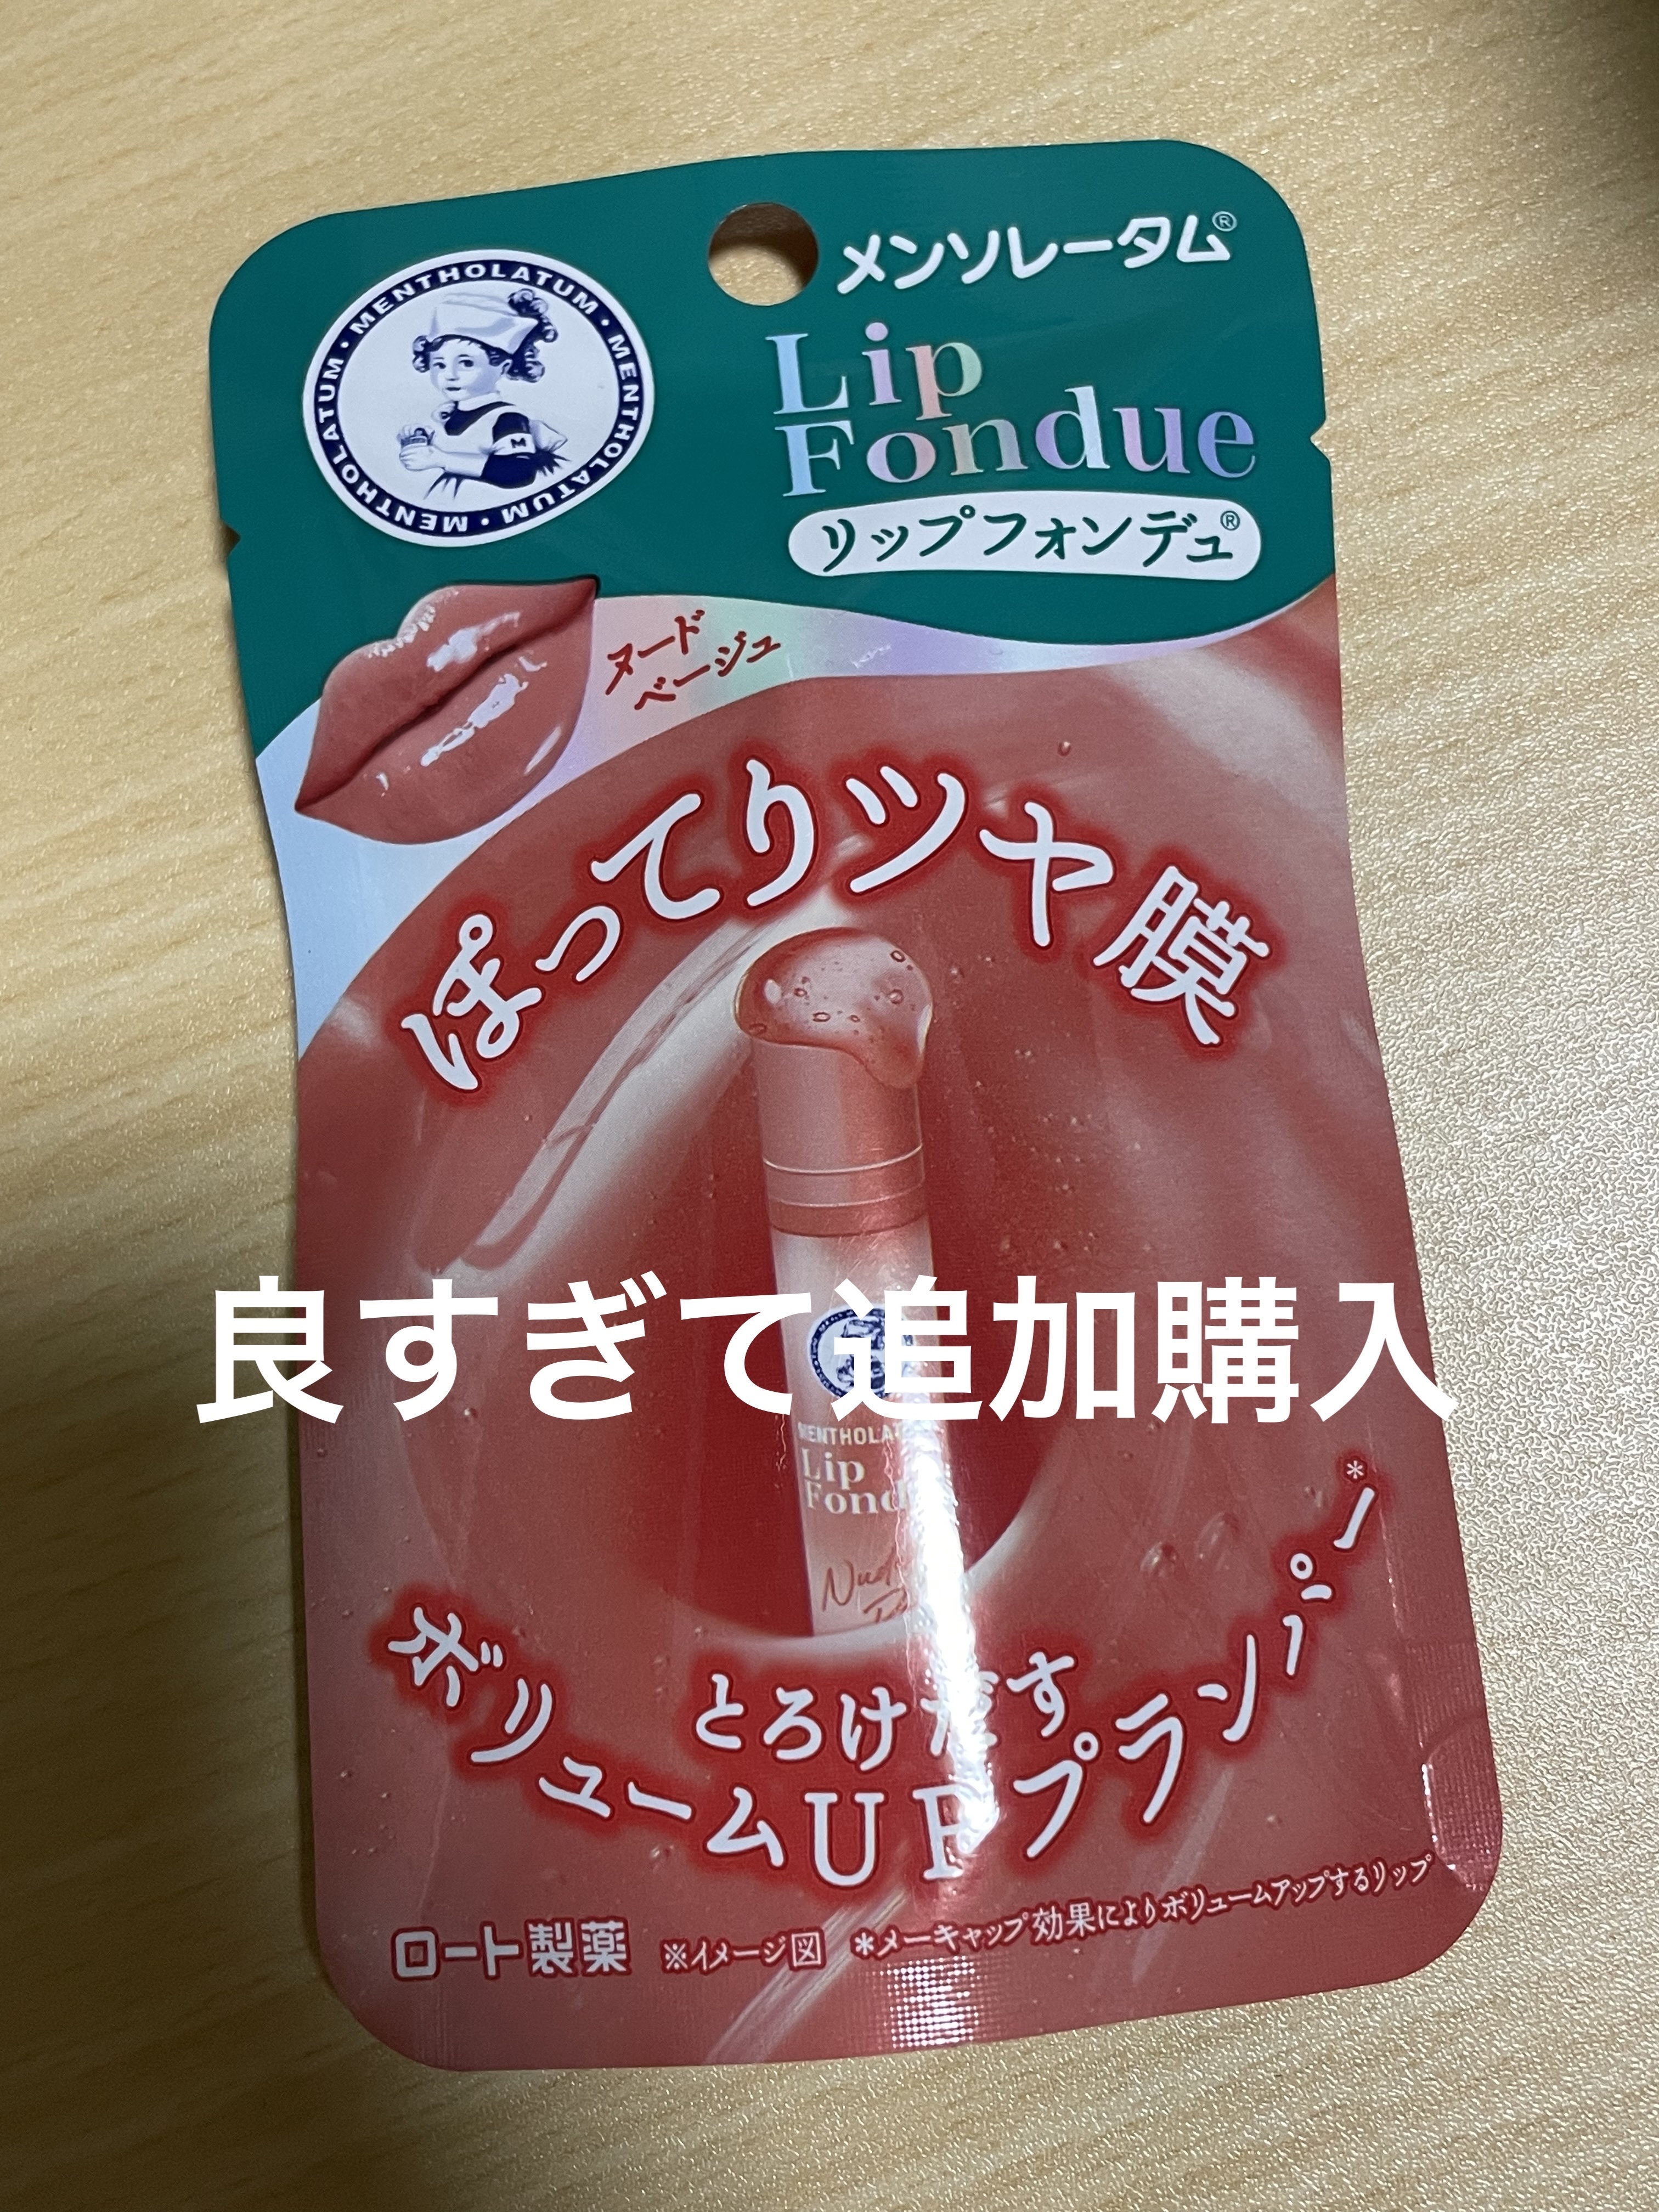 メンソレータム®
MENTHOLATUM・MENTHOLATUM・MENTHOLATUM・MENTHOLATUM・
M
Lip
Fondue
リップフォンデュ®
ヌード
ベージュ
ぽってりツヤ膜
良すぎて追加購入
Lip
とろけだす
ボリュームUPプランパー*
ロート製薬
※イメージ図
*メーキャップ効果によりボリュームアップするリップ